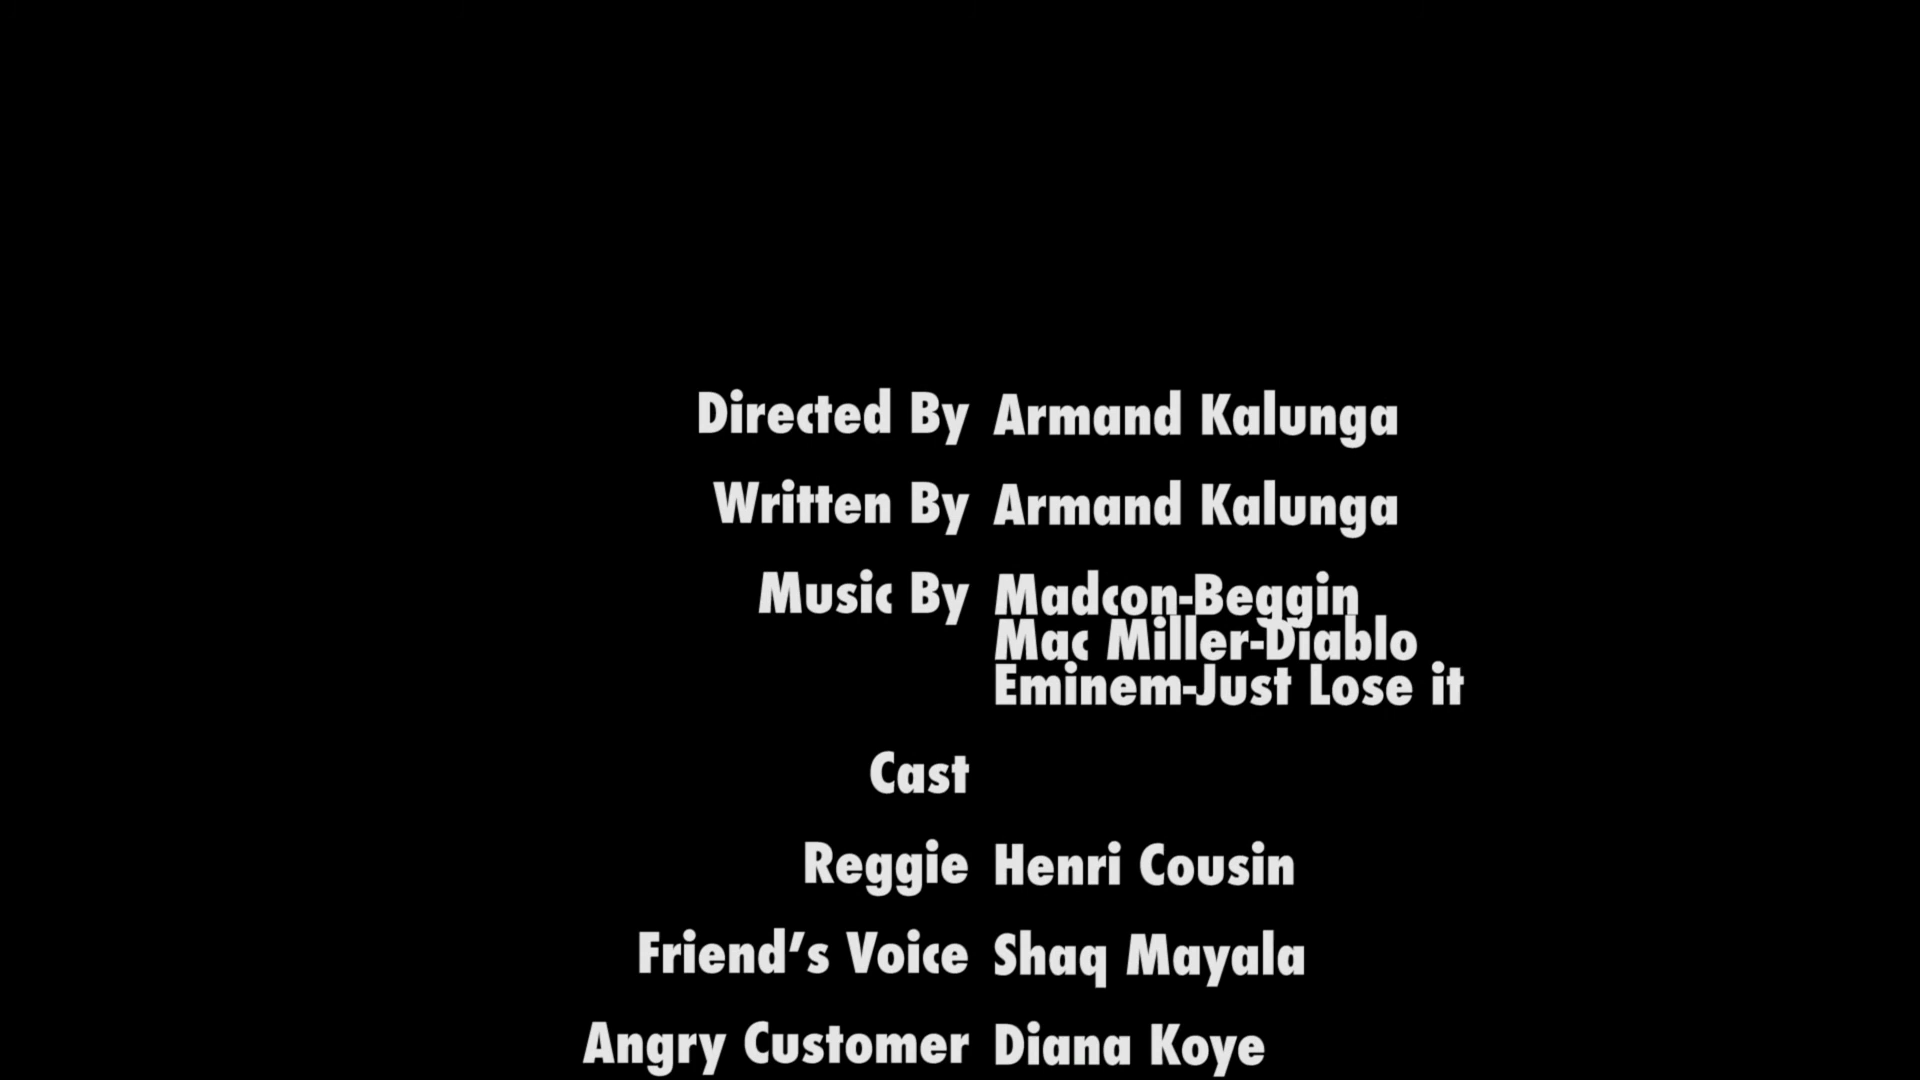 Directed By Armand Kalunga
Written By Armand Kalunga
Music By Madcon-Beggin
Mac Miller-Diablo
Eminem-Just Lose it
Cast
Reggie Henri Cousin
Friend’s Voice Shaq Mayala
Angry Customer Diana Koye